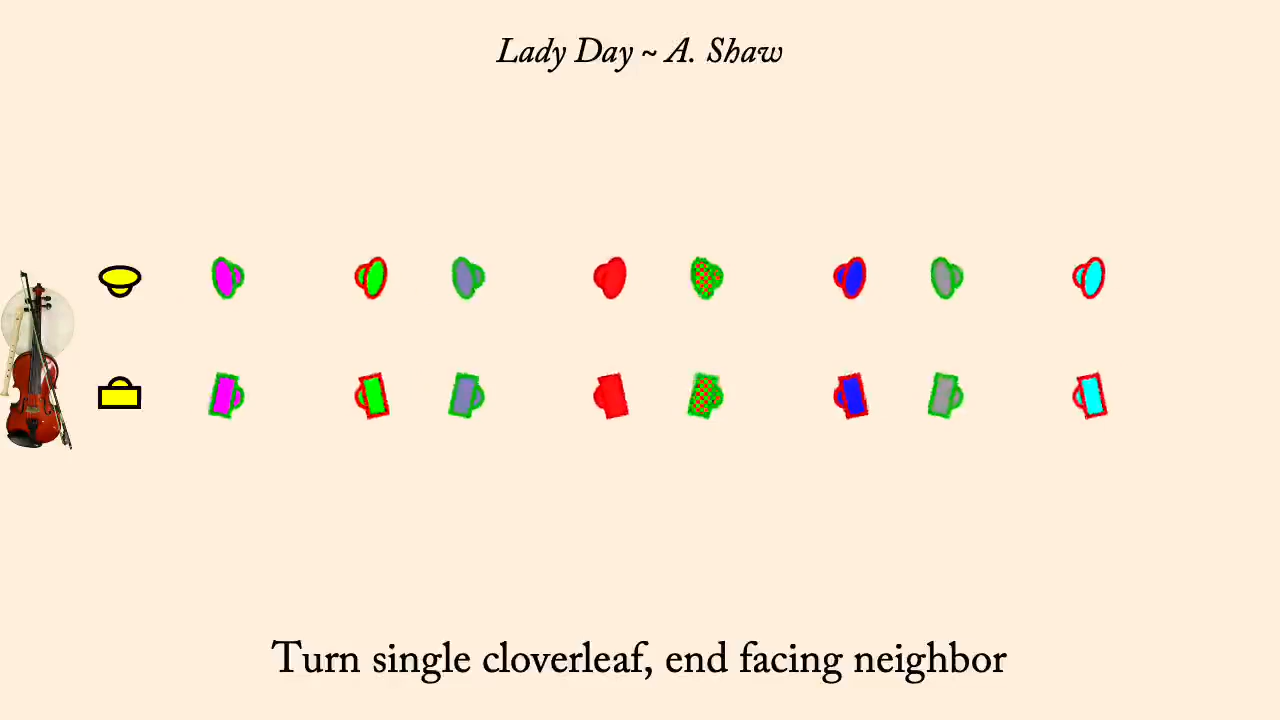 Lady Day ~ A. Shaw
Turn single cloverleaf, end facing neighbor